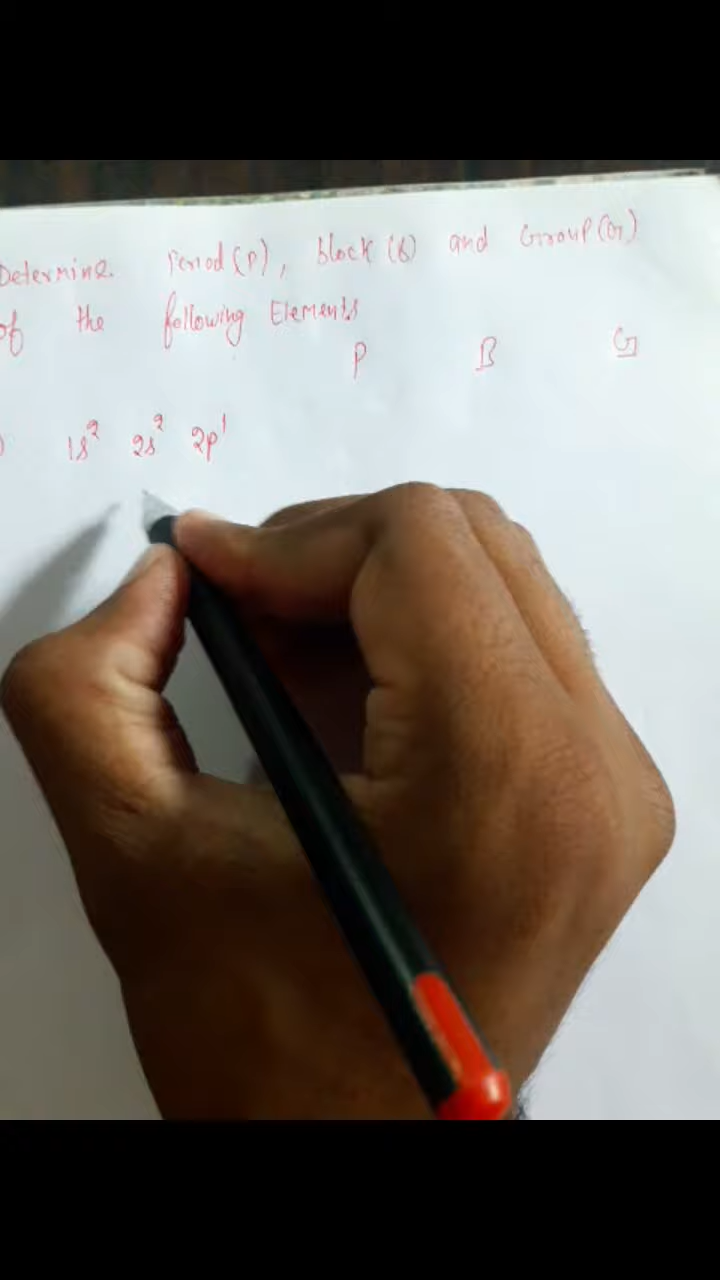 Determine Period (P), block (b) and Group (G)
of the following Elements
P B G
) 1s² 2s² 2p¹